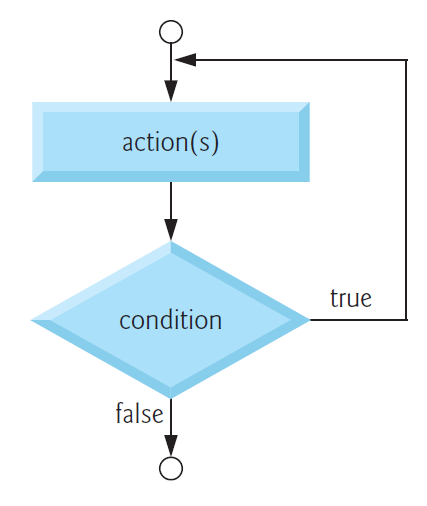 action(s)
true
condition
false